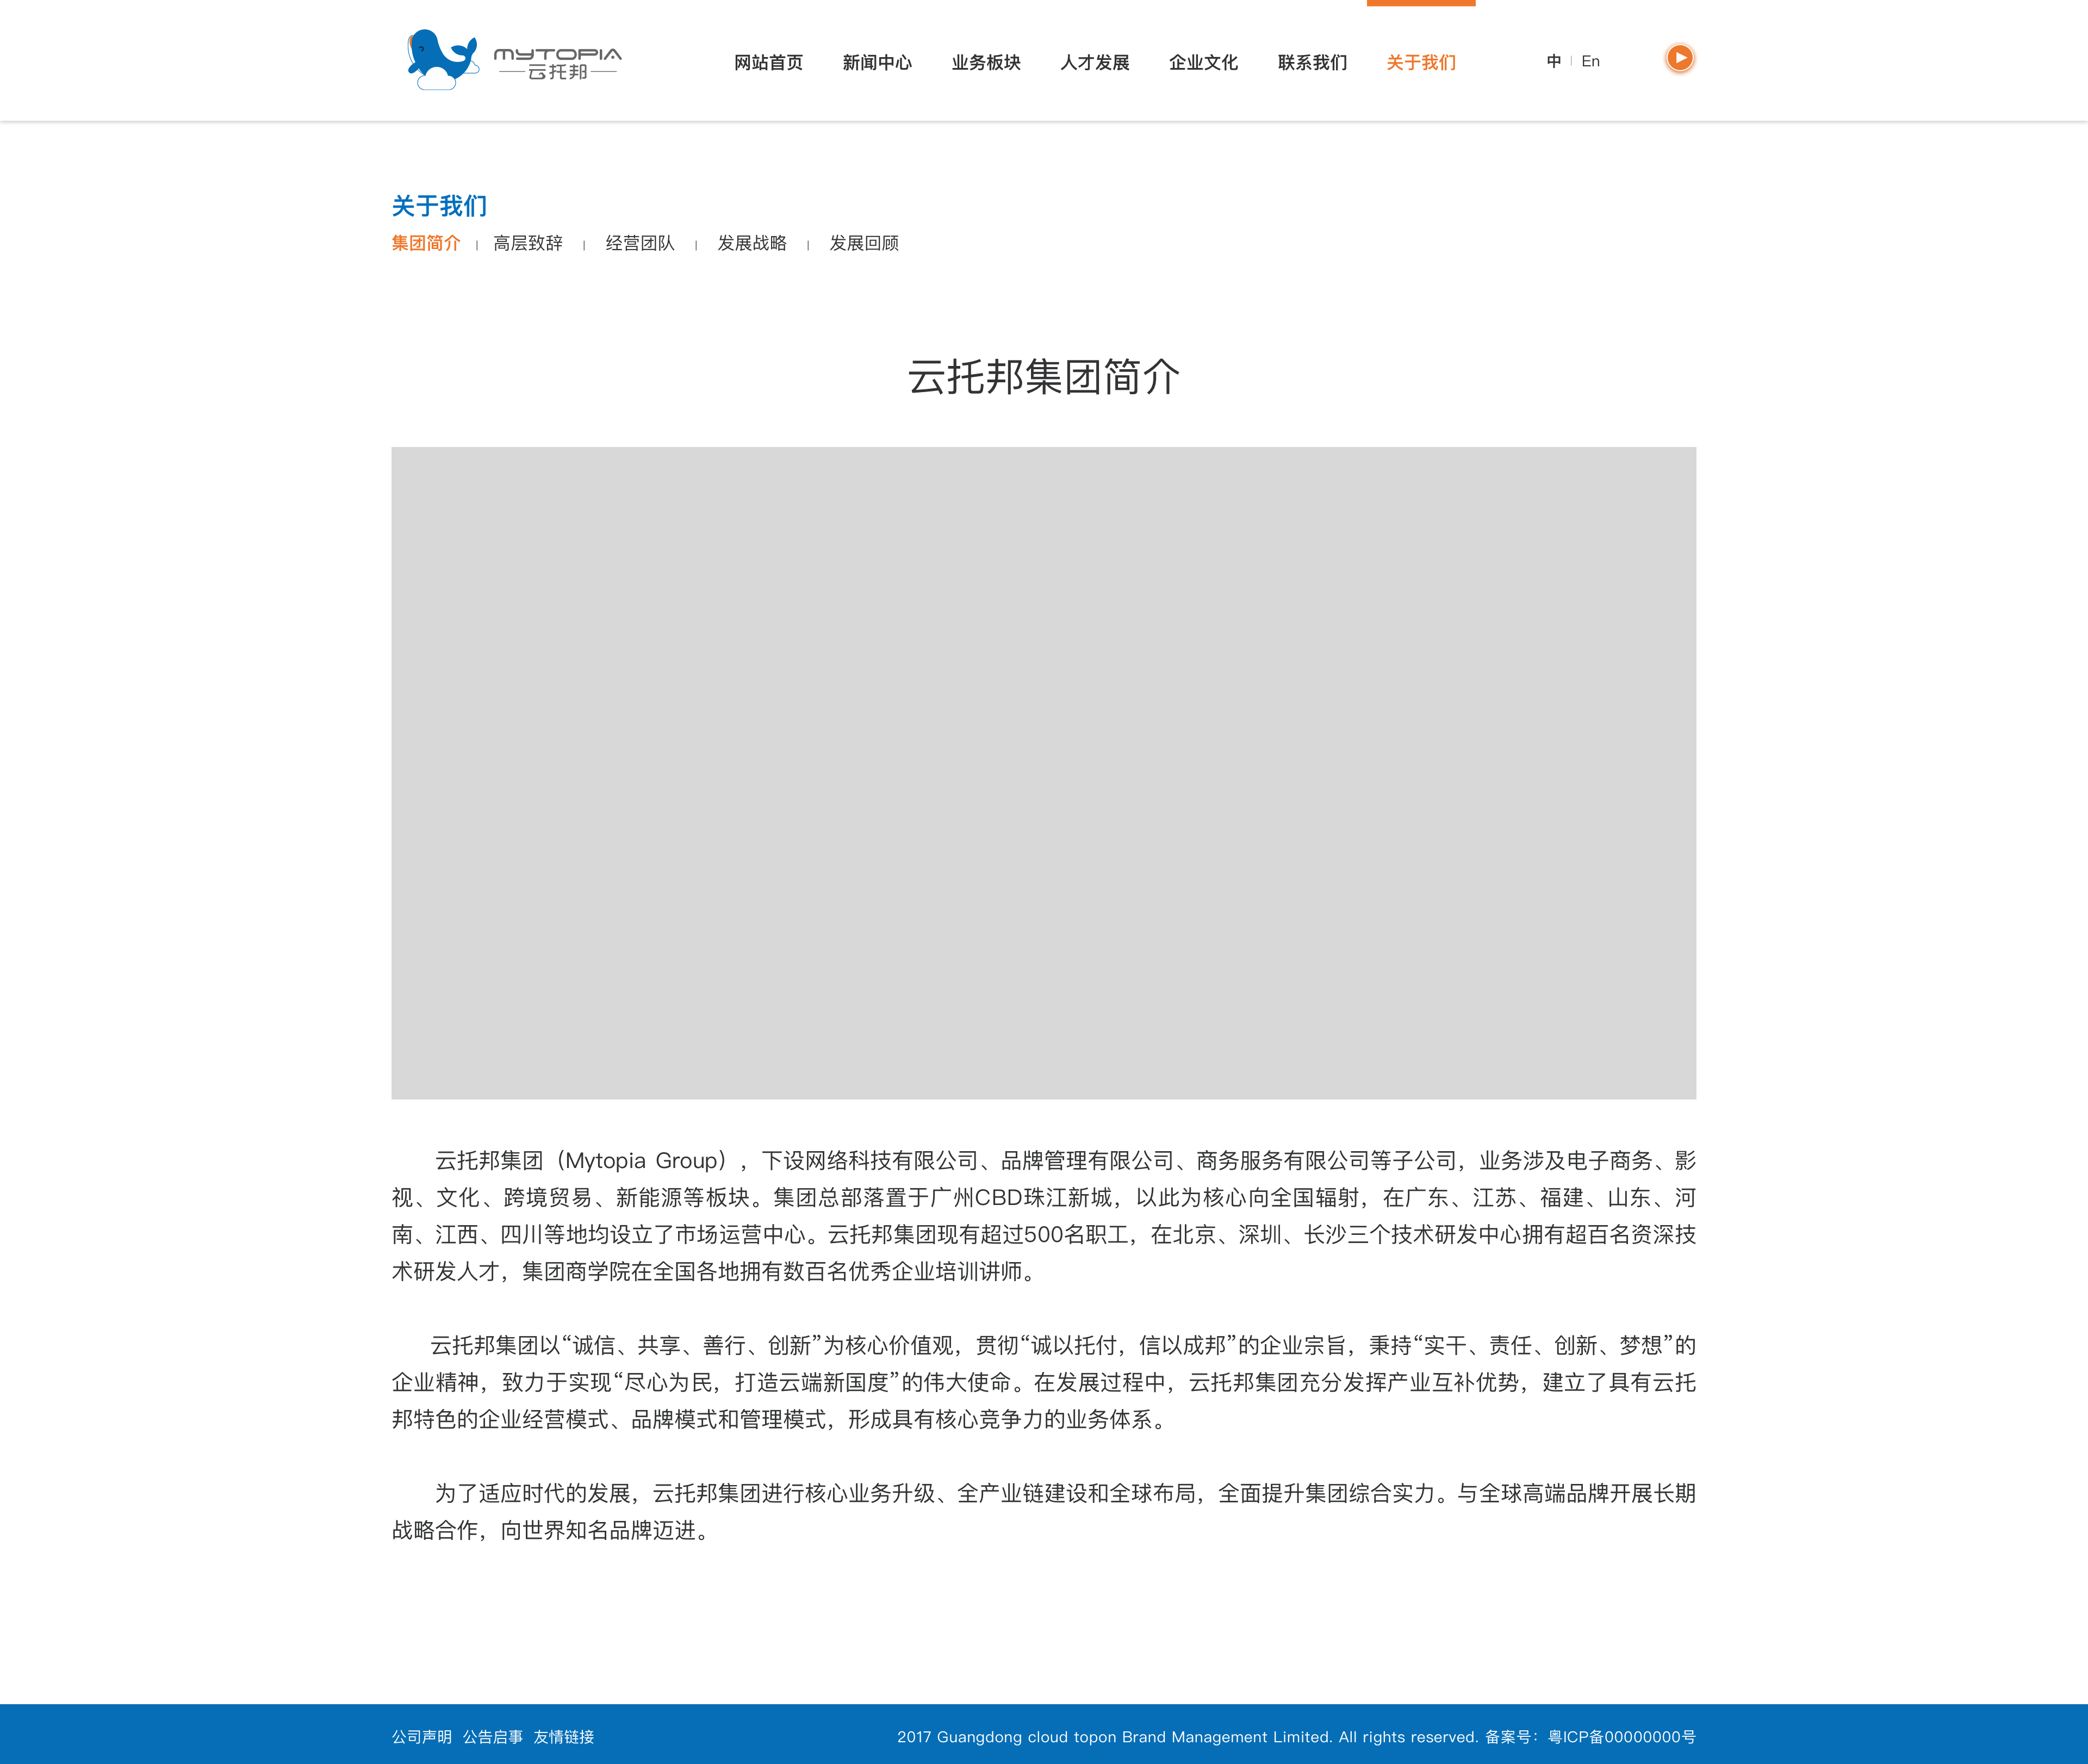 MYTOPIA
云托邦
网站首页 新闻中心 业务板块 人才发展 企业文化 联系我们 关于我们 中 | En
关于我们
集团简介 | 高层致辞 | 经营团队 | 发展战略 | 发展回顾
云托邦集团简介
云托邦集团（Mytopia Group），下设网络科技有限公司、品牌管理有限公司、商务服务有限公司等子公司，业务涉及电子商务、影
视、文化、跨境贸易、新能源等板块。集团总部落置于广州CBD珠江新城，以此为核心向全国辐射，在广东、江苏、福建、山东、河
南、江西、四川等地均设立了市场运营中心。云托邦集团现有超过500名职工，在北京、深圳、长沙三个技术研发中心拥有超百名资深技
术研发人才，集团商学院在全国各地拥有数百名优秀企业培训讲师。
云托邦集团以“诚信、共享、善行、创新”为核心价值观，贯彻“诚以托付，信以成邦”的企业宗旨，秉持“实干、责任、创新、梦想”的
企业精神，致力于实现“尽心为民，打造云端新国度”的伟大使命。在发展过程中，云托邦集团充分发挥产业互补优势，建立了具有云托
邦特色的企业经营模式、品牌模式和管理模式，形成具有核心竞争力的业务体系。
为了适应时代的发展，云托邦集团进行核心业务升级、全产业链建设和全球布局，全面提升集团综合实力。与全球高端品牌开展长期
战略合作，向世界知名品牌迈进。
公司声明 公告启事 友情链接 2017 Guangdong cloud topon Brand Management Limited. All rights reserved. 备案号：粤ICP备00000000号